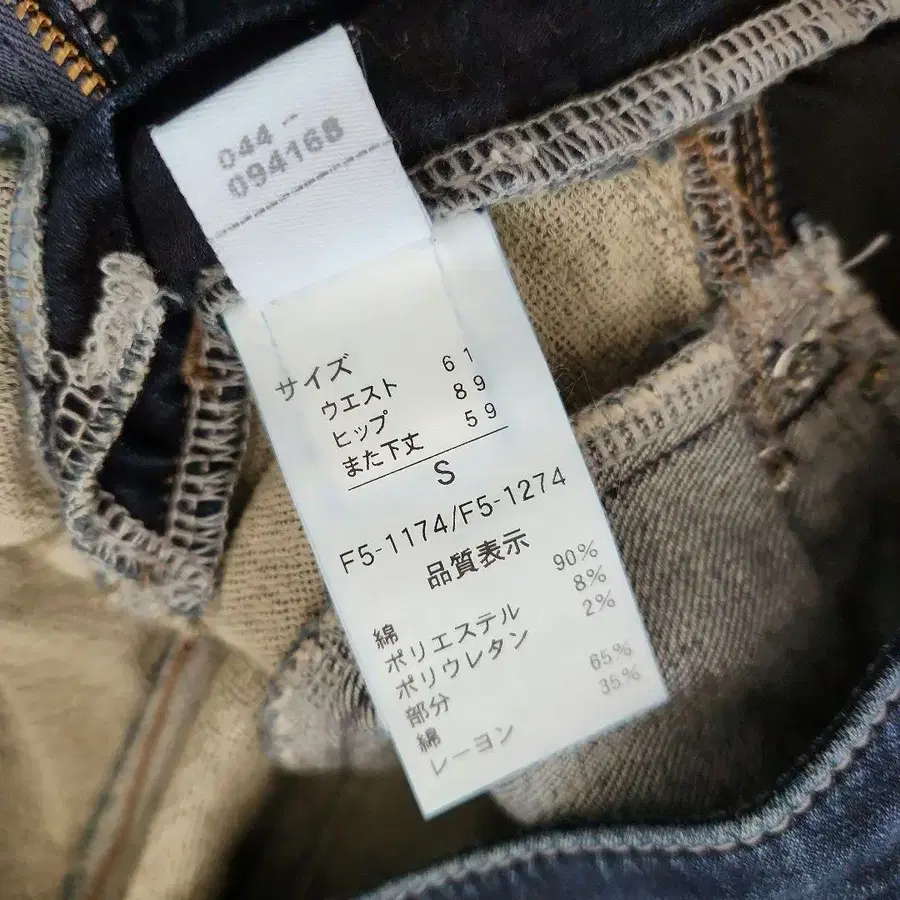 044-
094168
サイズ
ウエスト 61
ヒップ 89
また下丈 59
S
F5-1174/F5-1274
品質表示
綿 90%
ポリエステル 8%
ポリウレタン 2%
部分
綿 65%
レーヨン 35%